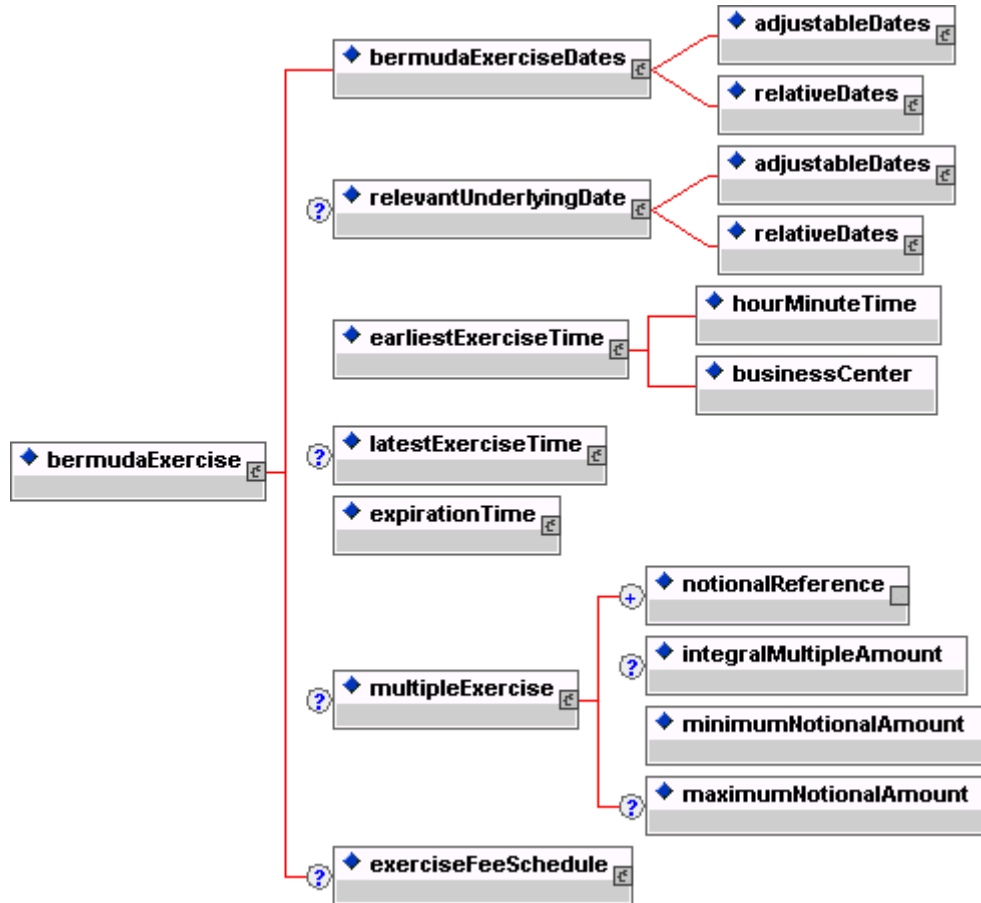 bermudaExerciseDates
adjustableDates
relativeDates
? relevantUnderlyingDate
adjustableDates
relativeDates
earliestExerciseTime
hourMinuteTime
businessCenter
bermudaExercise
? latestExerciseTime
expirationTime
? multipleExercise
+ notionalReference
? integralMultipleAmount
minimumNotionalAmount
? maximumNotionalAmount
? exerciseFeeSchedule